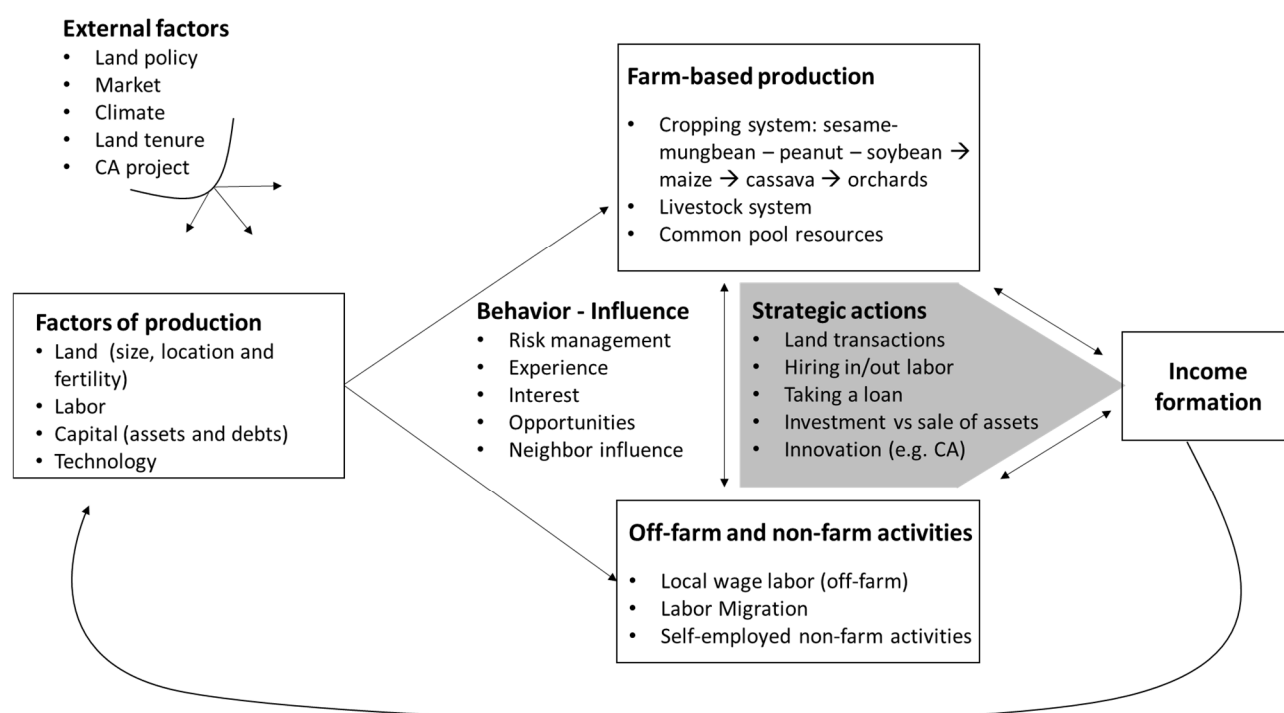 External factors
• Land policy
• Market
• Climate
• Land tenure
• CA project
Factors of production
• Land (size, location and
fertility)
• Labor
• Capital (assets and debts)
• Technology
Farm-based production
• Cropping system: sesame-
mungbean – peanut – soybean →
maize → cassava → orchards
• Livestock system
• Common pool resources
Behavior - Influence
• Risk management
• Experience
• Interest
• Opportunities
• Neighbor influence
Strategic actions
• Land transactions
• Hiring in/out labor
• Taking a loan
• Investment vs sale of assets
• Innovation (e.g. CA)
Off-farm and non-farm activities
• Local wage labor (off-farm)
• Labor Migration
• Self-employed non-farm activities
Income
formation